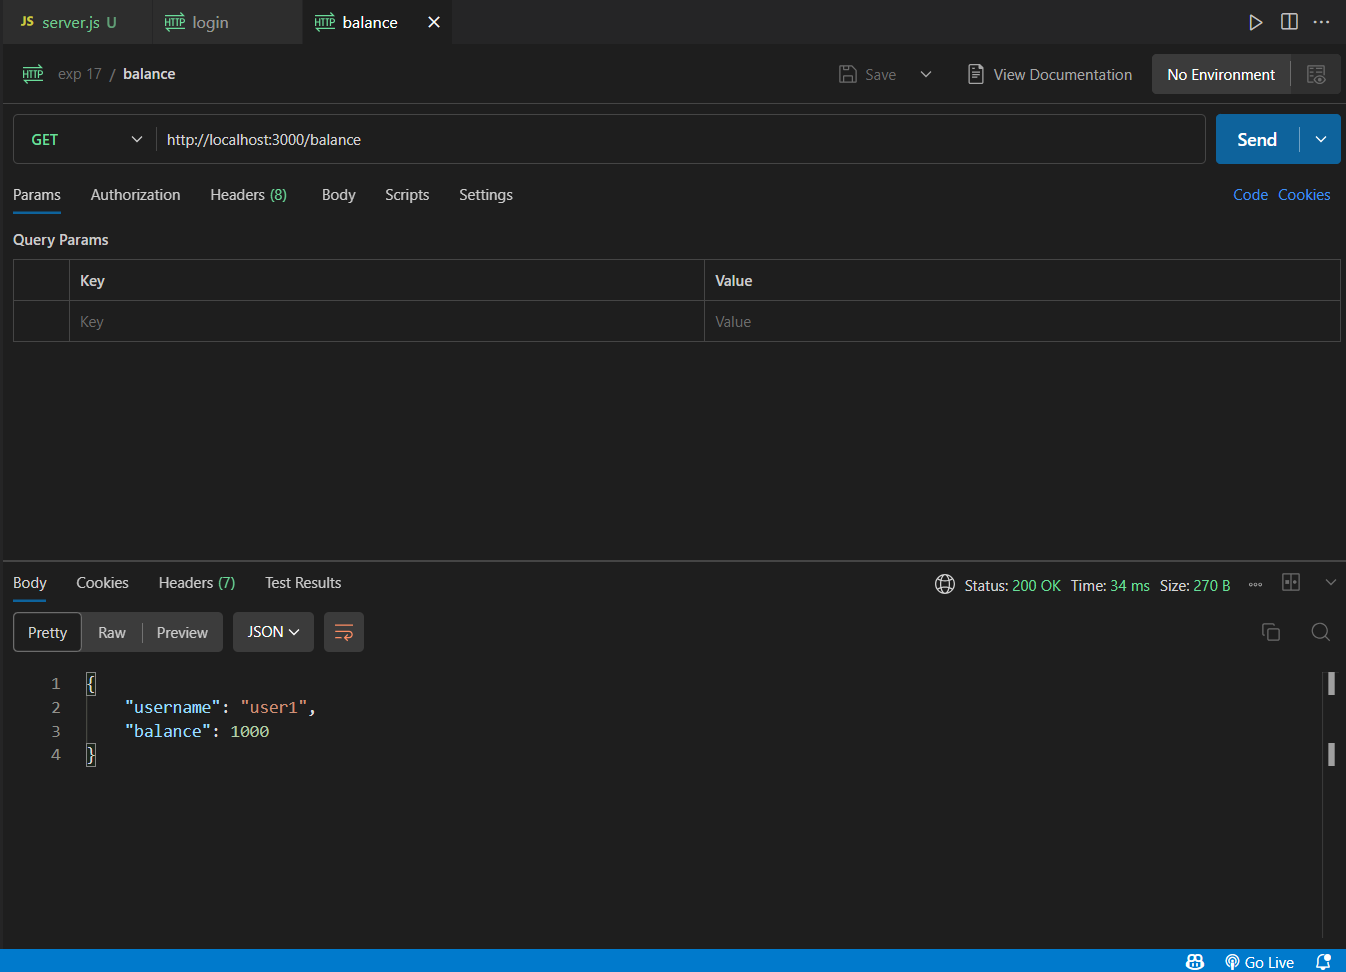 JS server.js U HTTP login HTTP balance
HTTP exp 17 / balance Save View Documentation No Environment
GET http://localhost:3000/balance Send
Params Authorization Headers (8) Body Scripts Settings Code Cookies
Query Params
Key Value
Key Value
Body Cookies Headers (7) Test Results Status: 200 OK Time: 34 ms Size: 270 B
Pretty Raw Preview JSON
1 {
2 "username": "user1",
3 "balance": 1000
4 }
Go Live